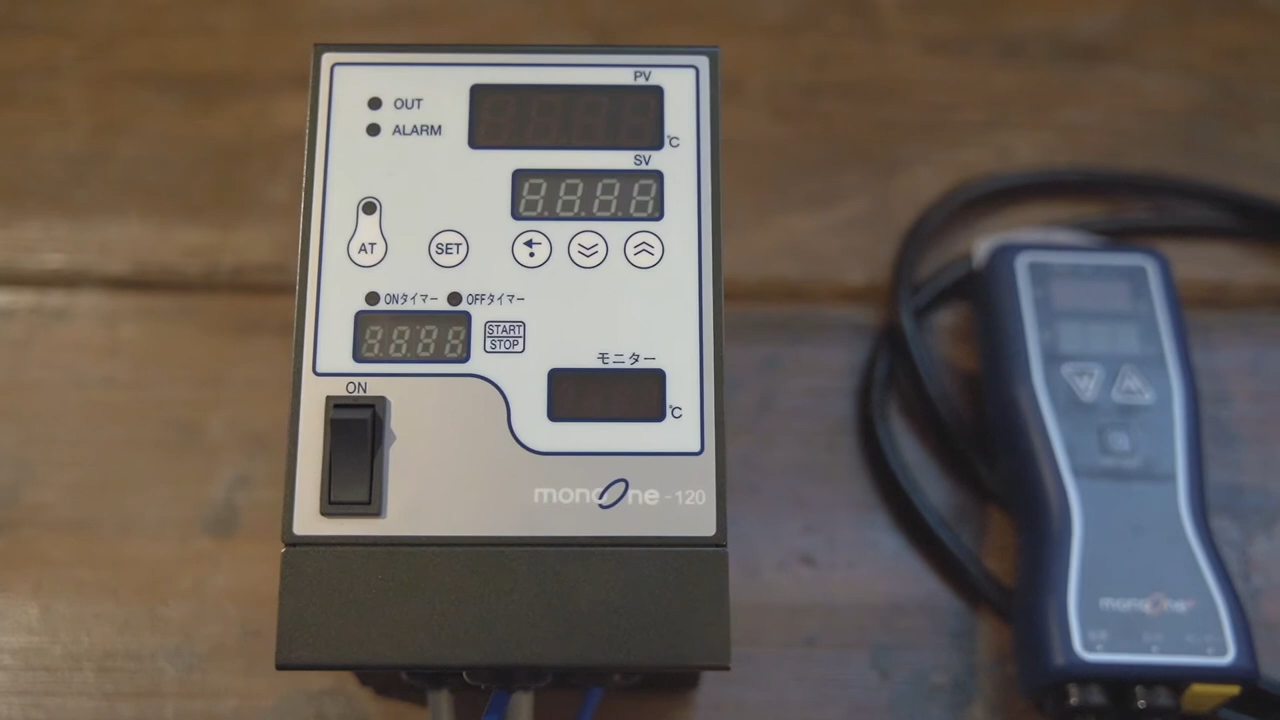 PV
OUT
ALARM
℃
SV
8.8.8.8
AT
SET
ONタイマー
OFFタイマー
8.8.8.8
START
STOP
モニター
℃
ON
monoOne-120
monoOne